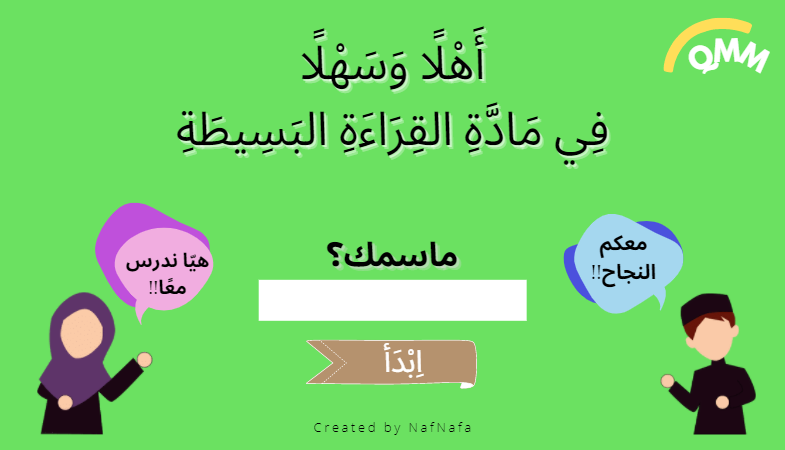 أَهْلًا وَسَهْلًا
فِي مَادَّةِ القِرَاءَةِ البَسِيطَةِ
QMM
معكم
النجاح!!
هيّا ندرس
معًا!!
ماسمك؟
اِبْدَأ
Created by NafNafa